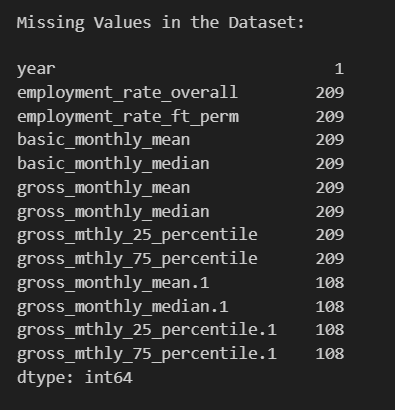 Missing Values in the Dataset:
year 1
employment_rate_overall 209
employment_rate_ft_perm 209
basic_monthly_mean 209
basic_monthly_median 209
gross_monthly_mean 209
gross_monthly_median 209
gross_mthly_25_percentile 209
gross_mthly_75_percentile 209
gross_monthly_mean.1 108
gross_monthly_median.1 108
gross_mthly_25_percentile.1 108
gross_mthly_75_percentile.1 108
dtype: int64